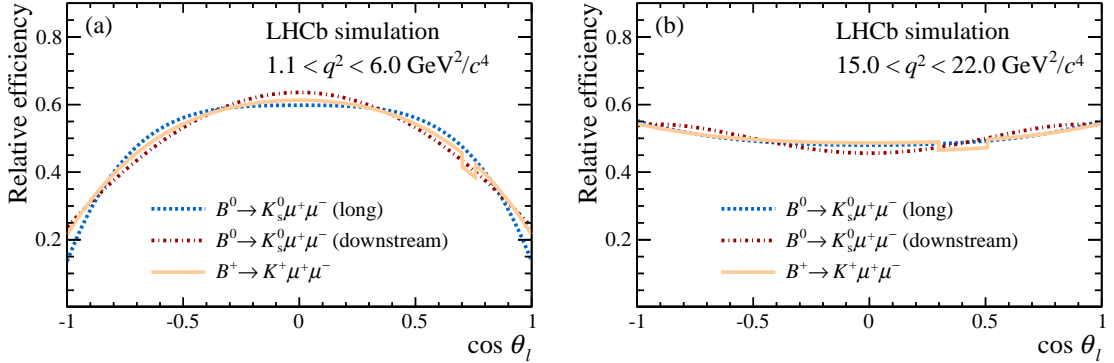 Relative efficiency
0.8
0.6
0.4
0.2
(a)
LHCb simulation
1.1 < q² < 6.0 GeV²/c⁴
B⁰→K⁰ₛμ⁺μ⁻ (long)
B⁰→K⁰ₛμ⁺μ⁻ (downstream)
B⁺→K⁺μ⁺μ⁻
-1 -0.5 0 0.5 1
cos θₗ
Relative efficiency
0.8
0.6
0.4
0.2
(b)
LHCb simulation
15.0 < q² < 22.0 GeV²/c⁴
B⁰→K⁰ₛμ⁺μ⁻ (long)
B⁰→K⁰ₛμ⁺μ⁻ (downstream)
B⁺→K⁺μ⁺μ⁻
-1 -0.5 0 0.5 1
cos θₗ